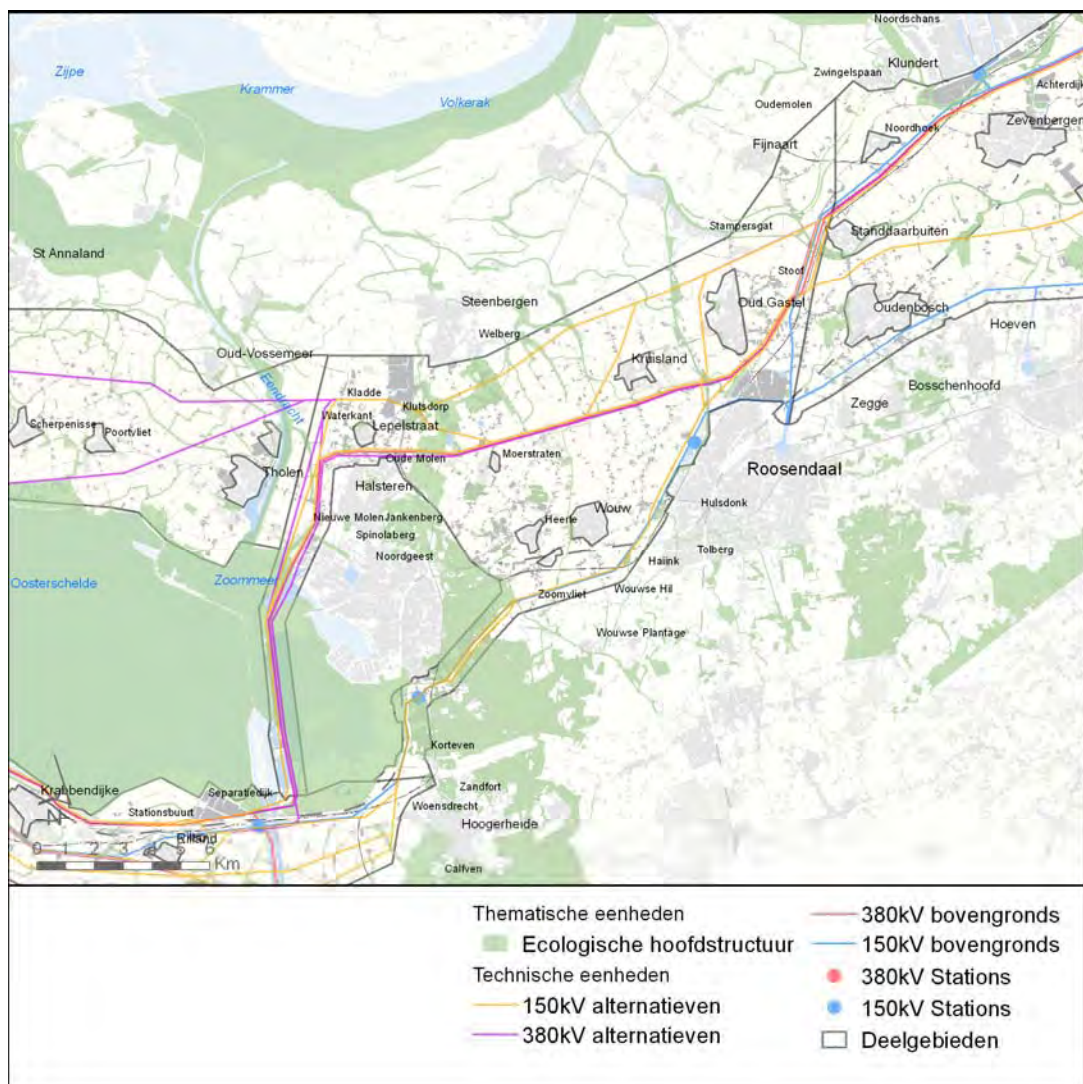 Noordschans
Zijpe
Klundert
Zwingelspaan
Krammer
Achterdijk
Volkerak
Oudemolen
Zevenbergen
Noordhoek
Fijnaart
Stampersgat
Standdaarbuiten
St Annaland
Stoof
Steenbergen
Oud Gastel
Oudenbosch
Welberg
Hoeven
Oud-Vossemeer
Kruisland
Bosschenhoofd
Eendracht
Kladde
Zegge
Klutsdorp
Waterkant
Lepelstraat
Scherpenisse
Poortvliet
Moerstraten
Oude Molen
Tholen
Roosendaal
Halsteren
Hulsdonk
Wouw
Nieuwe Molen
Jankenberg
Heerle
Spinolaberg
Tolberg
Noordgeest
Haiink
Oosterschelde
Zoommeer
Zoomvliet
Wouwse Hil
Wouwse Plantage
Korteven
Zandfort
Krabbendijke
Separatiedijk
Woensdrecht
Stationsbuurt
Hoogerheide
N
Rilland
0 1 2 3 4 5 6
Km
Calfven
Thematische eenheden
Ecologische hoofdstructuur
Technische eenheden
150kV alternatieven
380kV alternatieven
380kV bovengronds
150kV bovengronds
380kV Stations
150kV Stations
Deelgebieden